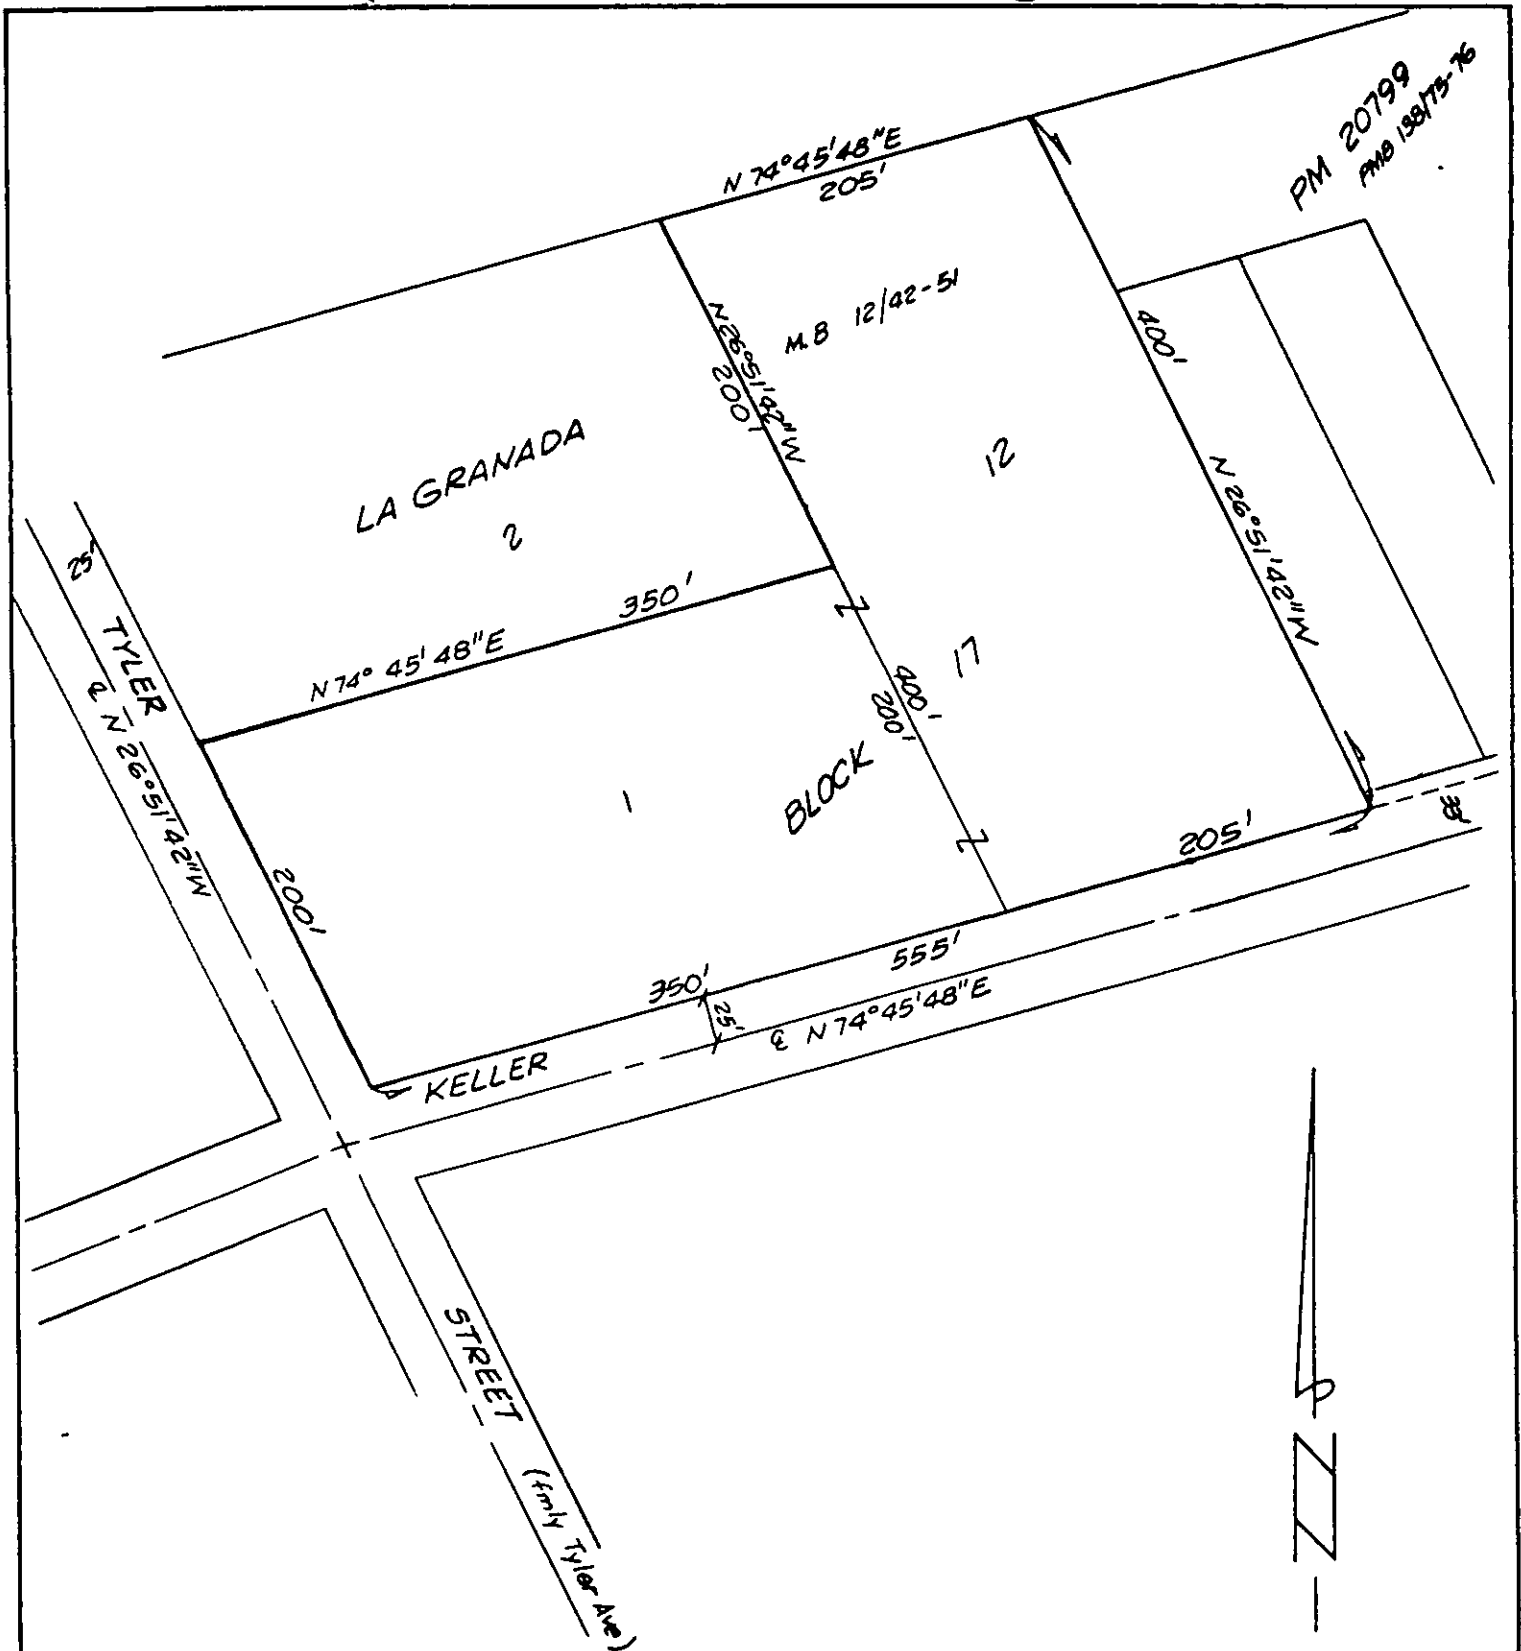 PM 20799
PMB 138/75-76
N 74°45'48"E
205'
M.B 12/42-51
N 26°51'42"W
200'
400'
LA GRANADA
2
12
N 26°51'42"W
25'
TYLER
350'
N 74° 45' 48"E
℄ N 26°51'42"W
17
400'
200'
BLOCK
1
205'
200'
555'
350'
25'
℄ N 74°45'48"E
KELLER
STREET
(fmly Tyler Ave)
N